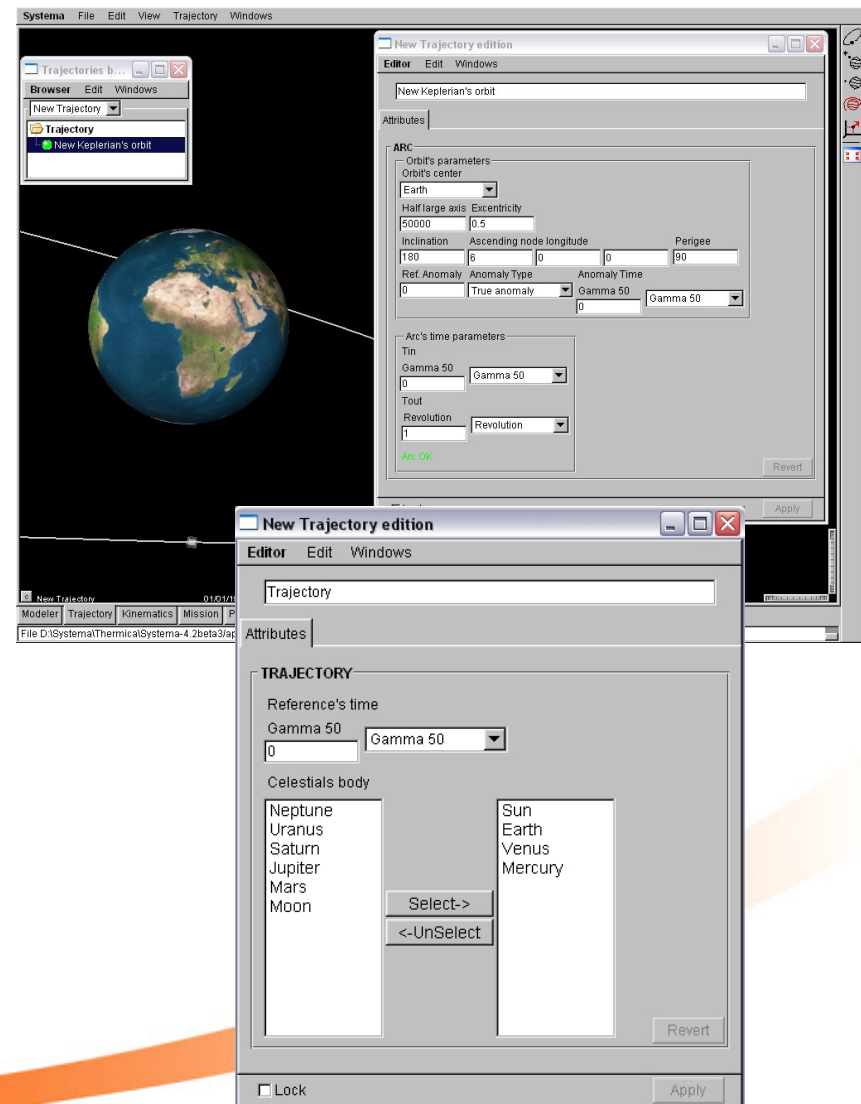 Systema File Edit View Trajectory Windows
Trajectories b...
Browser Edit Windows
New Trajectory
Trajectory
New Keplerian's orbit
New Trajectory edition
Editor Edit Windows
New Keplerian's orbit
Attributes
ARC
Orbit's parameters
Orbit's center
Earth
Half large axis Excentricity
50000 0.5
Inclination Ascending node longitude Perigee
180 6 0 0 90
Ref. Anomaly Anomaly Type Anomaly Time
0 True anomaly Gamma 50 Gamma 50
0
Arc's time parameters
Tin
Gamma 50 Gamma 50
0
Tout
Revolution Revolution
1
Arc OK
Revert
Apply
c New Trajectory
Modeler Trajectory Kinematics Mission
File D:\Systema\Thermica\Systema-4.2beta3/ap
New Trajectory edition
Editor Edit Windows
Trajectory
Attributes
TRAJECTORY
Reference's time
Gamma 50 Gamma 50
0
Celestials body
Neptune Sun
Uranus Earth
Saturn Venus
Jupiter Mercury
Mars
Moon
Select->
<-UnSelect
Revert
Lock Apply